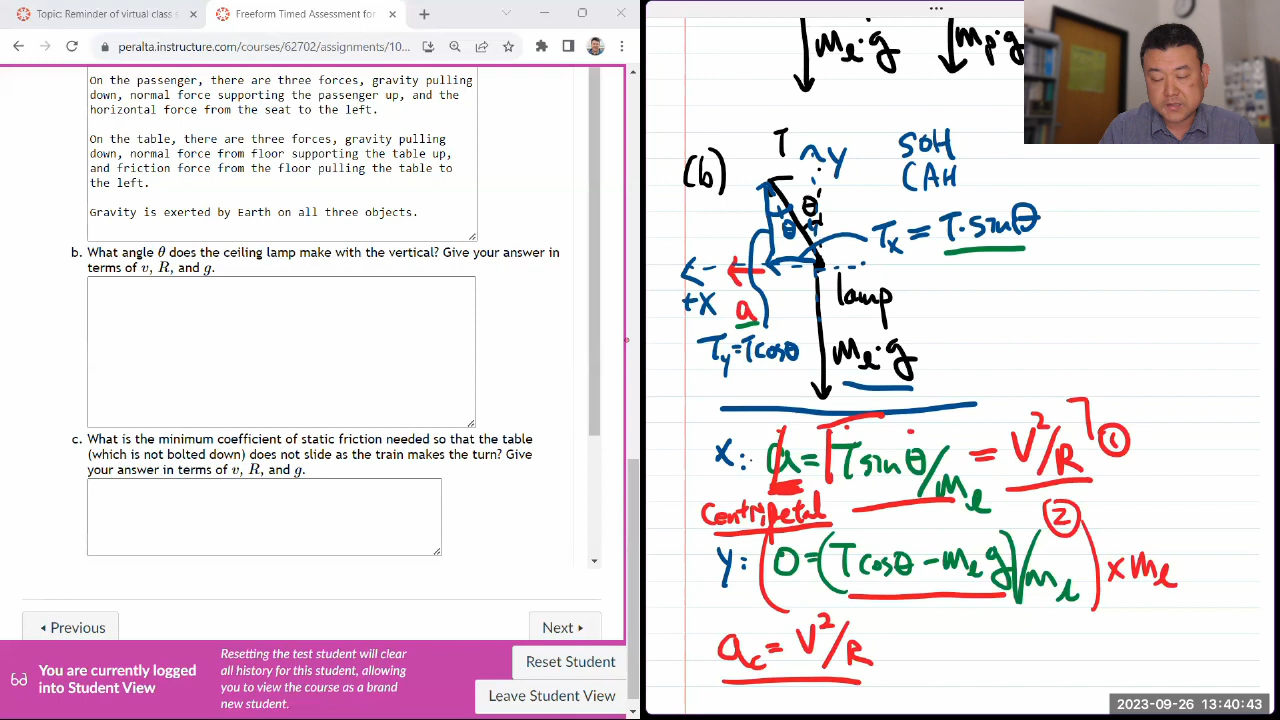 Topic: Reminder of virtual class s
Freeform Timed Assessment for
peralta.instructure.com/courses/62702/assignments/10...
On the passenger, there are three forces, gravity pulling
down, normal force supporting the passenger up, and the
horizontal force from the seat to the left.
On the table, there are three forces, gravity pulling
down, normal force from floor supporting the table up,
and friction force from the floor pulling the table to
the left.
Gravity is exerted by Earth on all three objects.
b. What angle θ does the ceiling lamp make with the vertical? Give your answer in
terms of v, R, and g.
c. What is the minimum coefficient of static friction needed so that the table
(which is not bolted down) does not slide as the train makes the turn? Give
your answer in terms of v, R, and g.
Previous
Next
You are currently logged
into Student View
Resetting the test student will clear
all history for this student, allowing
you to view the course as a brand
new student.
Reset Student
Leave Student View
mℓ·g
mp·g
(b)
T
~y
SOH
CAH
θ
θ
Tx = T·sinθ
+x
a
lamp
Ty=Tcosθ
mℓ·g
x: a = Tsinθ/mℓ = v²/R
①
Centripetal
②
y: (0 = (Tcosθ - mℓg)/mℓ) × mℓ
ac = v²/R
2023-09-26 13:40:43